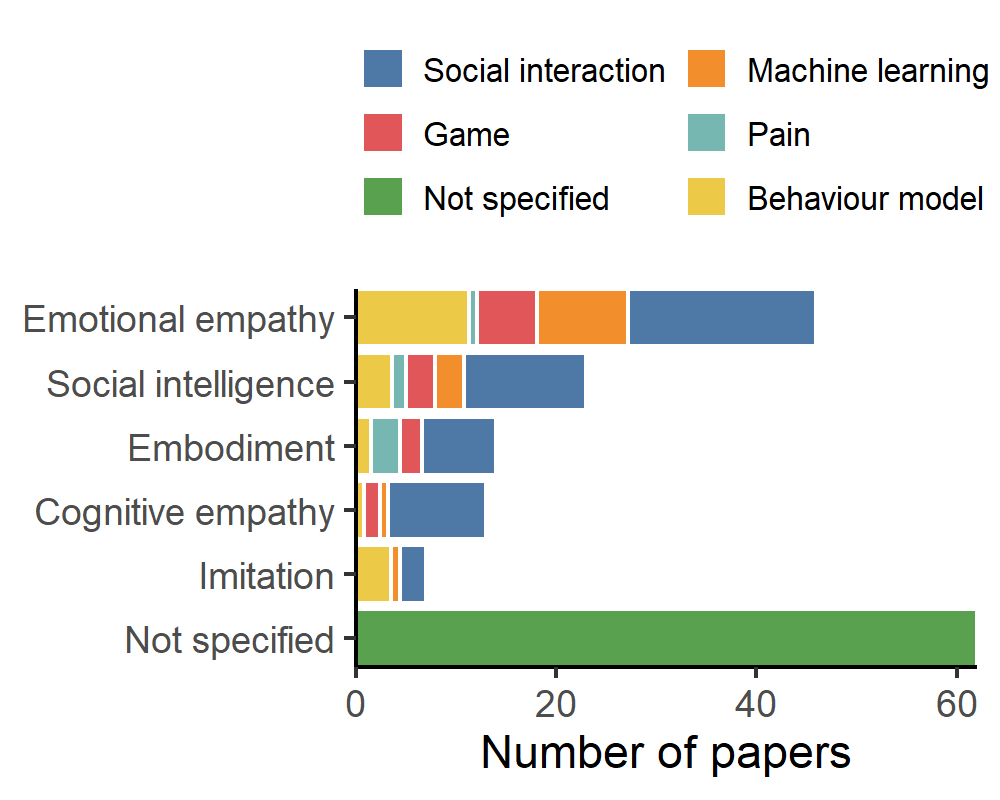 Social interaction
Machine learning
Game
Pain
Not specified
Behaviour model
Emotional empathy
Social intelligence
Embodiment
Cognitive empathy
Imitation
Not specified
0 20 40 60
Number of papers